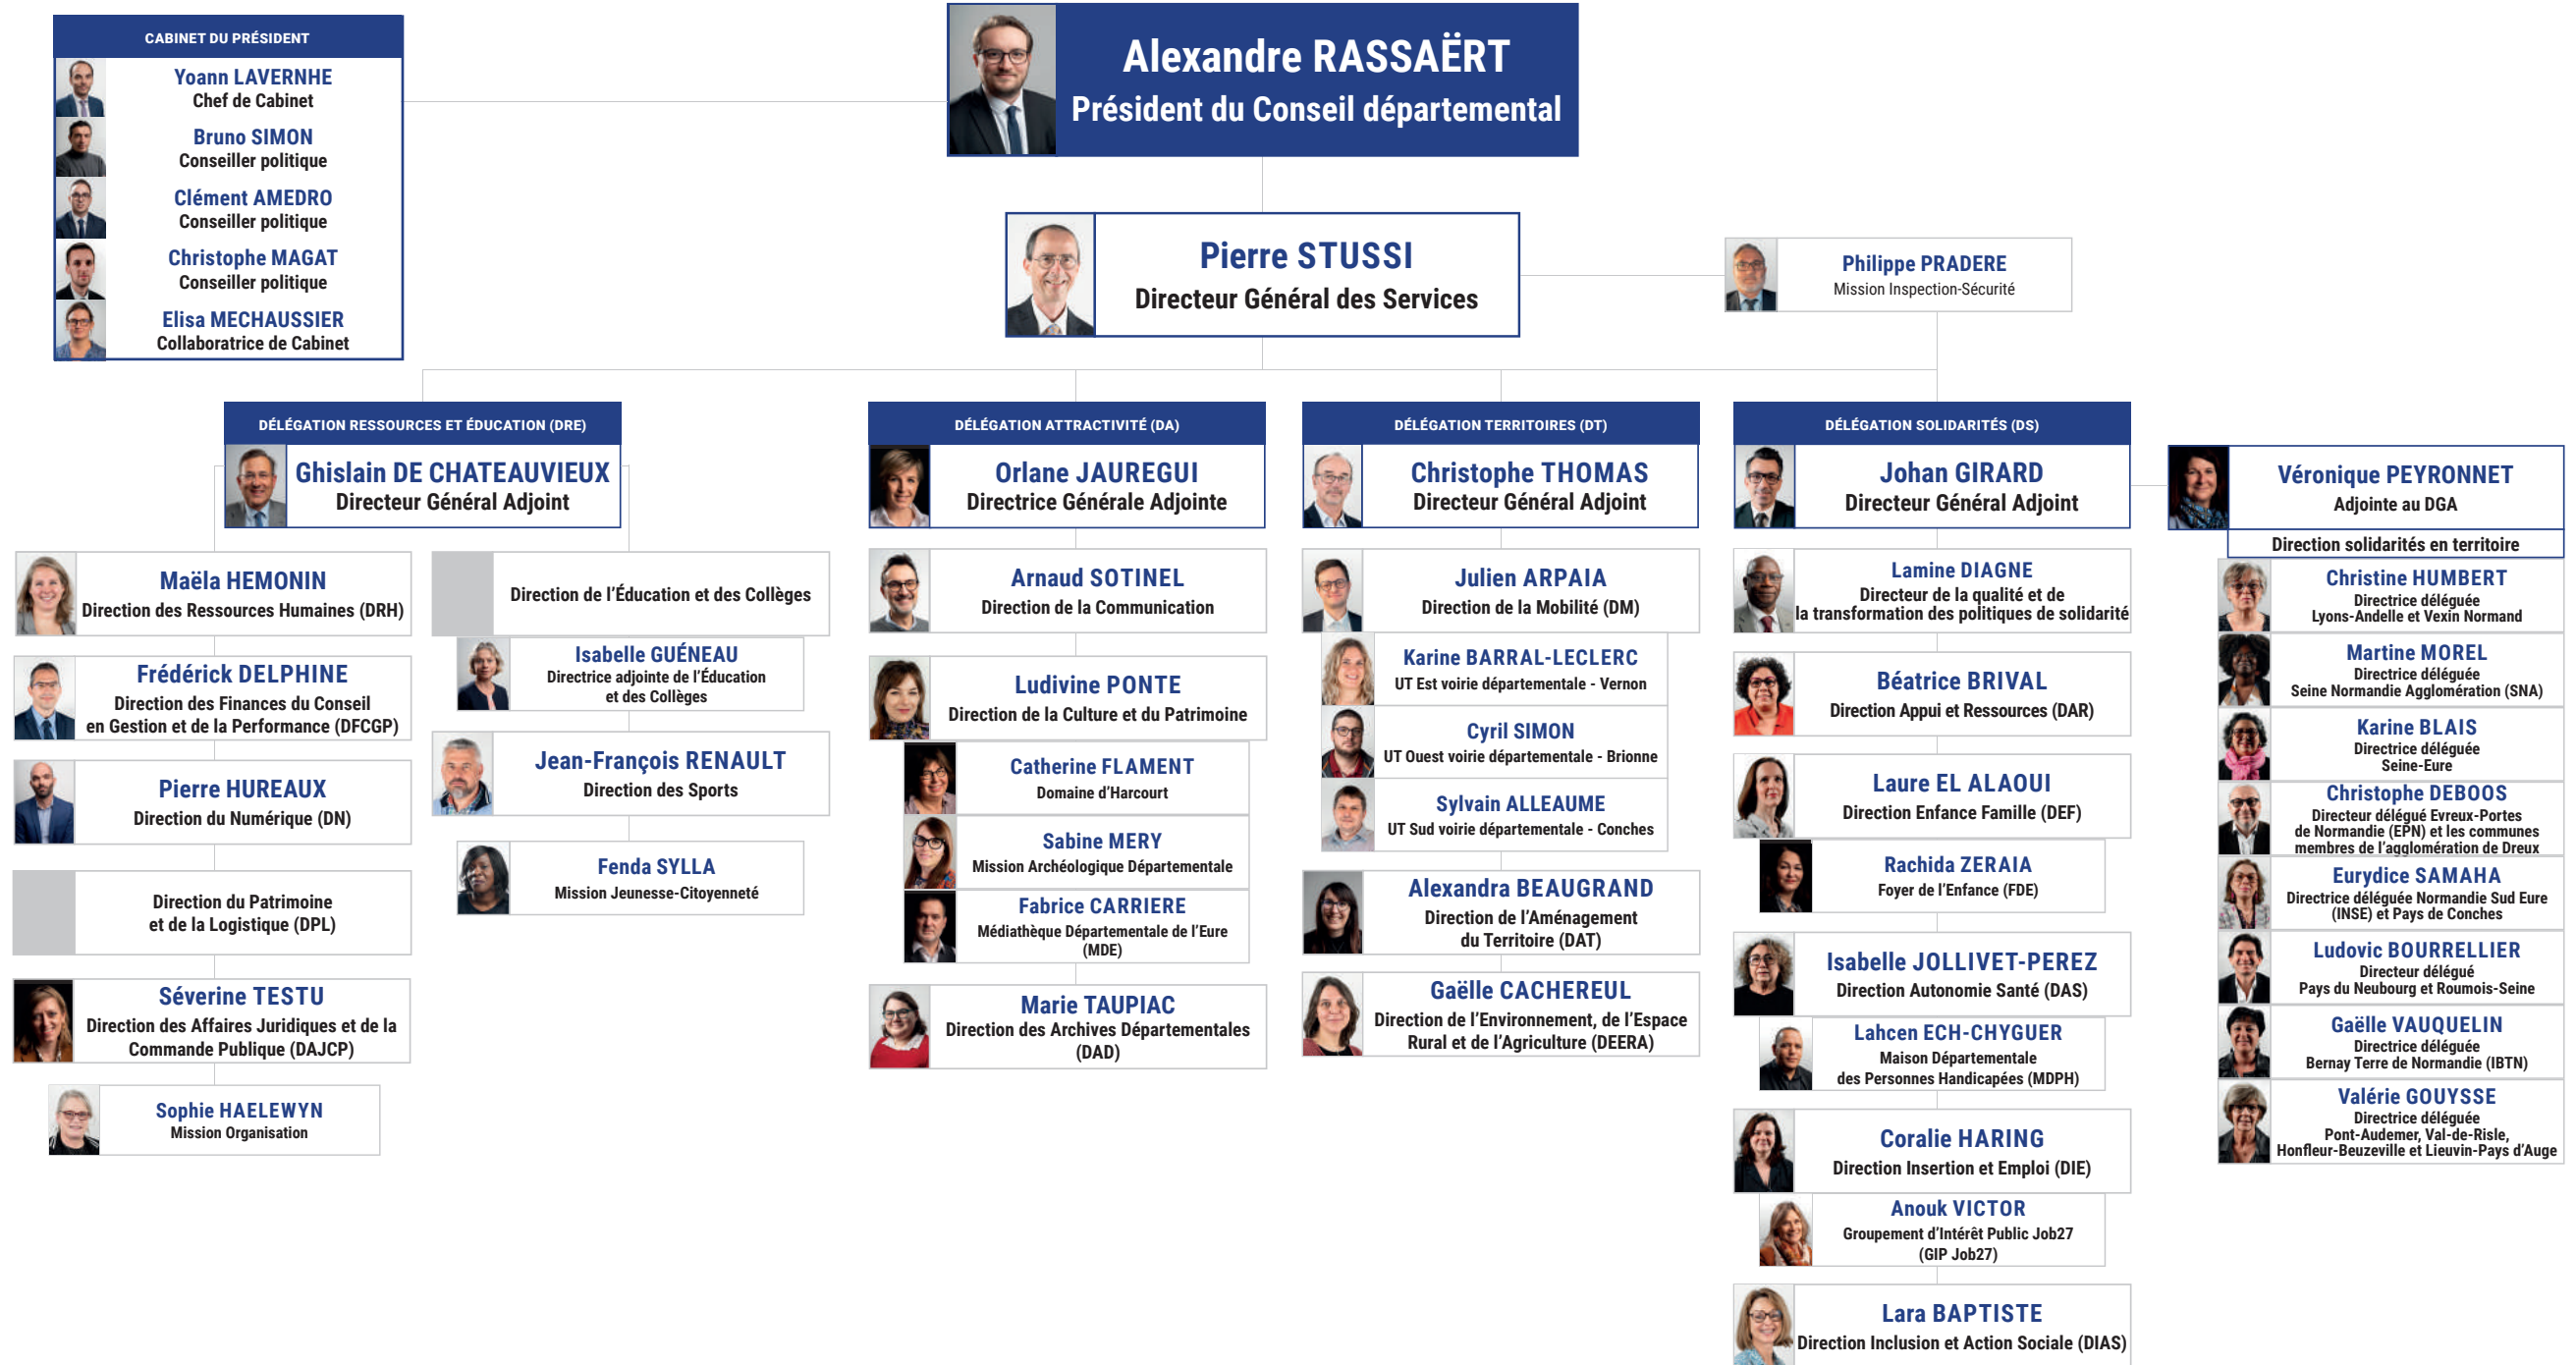 CABINET DU PRÉSIDENT
Yoann LAVERNHE
Chef de Cabinet
Bruno SIMON
Conseiller politique
Clément AMEDRO
Conseiller politique
Christophe MAGAT
Conseiller politique
Elisa MECHAUSSIER
Collaboratrice de Cabinet
Alexandre RASSAËRT
Président du Conseil départemental
Pierre STUSSI
Directeur Général des Services
Philippe PRADERE
Mission Inspection-Sécurité
DÉLÉGATION RESSOURCES ET ÉDUCATION (DRE)
Ghislain DE CHATEAUVIEUX
Directeur Général Adjoint
Maëla HEMONIN
Direction des Ressources Humaines (DRH)
Frédérick DELPHINE
Direction des Finances du Conseil
en Gestion et de la Performance (DFCGP)
Pierre HUREAUX
Direction du Numérique (DN)
Direction du Patrimoine
et de la Logistique (DPL)
Séverine TESTU
Direction des Affaires Juridiques et de la
Commande Publique (DAJCP)
Sophie HAELEWYN
Mission Organisation
Direction de l'Éducation et des Collèges
Isabelle GUÉNEAU
Directrice adjointe de l'Éducation
et des Collèges
Jean-François RENAULT
Direction des Sports
Fenda SYLLA
Mission Jeunesse-Citoyenneté
DÉLÉGATION ATTRACTIVITÉ (DA)
Orlane JAUREGUI
Directrice Générale Adjointe
Arnaud SOTINEL
Direction de la Communication
Ludivine PONTE
Direction de la Culture et du Patrimoine
Catherine FLAMENT
Domaine d'Harcourt
Sabine MERY
Mission Archéologique Départementale
Fabrice CARRIERE
Médiathèque Départementale de l'Eure
(MDE)
Marie TAUPIAC
Direction des Archives Départementales
(DAD)
DÉLÉGATION TERRITOIRES (DT)
Christophe THOMAS
Directeur Général Adjoint
Julien ARPAIA
Direction de la Mobilité (DM)
Karine BARRAL-LECLERC
UT Est voirie départementale - Vernon
Cyril SIMON
UT Ouest voirie départementale - Brionne
Sylvain ALLEAUME
UT Sud voirie départementale - Conches
Alexandra BEAUGRAND
Direction de l'Aménagement
du Territoire (DAT)
Gaëlle CACHEREUL
Direction de l'Environnement, de l'Espace
Rural et de l'Agriculture (DEERA)
DÉLÉGATION SOLIDARITÉS (DS)
Johan GIRARD
Directeur Général Adjoint
Lamine DIAGNE
Directeur de la qualité et de
la transformation des politiques de solidarité
Béatrice BRIVAL
Direction Appui et Ressources (DAR)
Laure EL ALAOUI
Direction Enfance Famille (DEF)
Rachida ZERAIA
Foyer de l'Enfance (FDE)
Isabelle JOLLIVET-PEREZ
Direction Autonomie Santé (DAS)
Lahcen ECH-CHYGUER
Maison Départementale
des Personnes Handicapées (MDPH)
Coralie HARING
Direction Insertion et Emploi (DIE)
Anouk VICTOR
Groupement d'Intérêt Public Job27
(GIP Job27)
Lara BAPTISTE
Direction Inclusion et Action Sociale (DIAS)
Véronique PEYRONNET
Adjointe au DGA
Direction solidarités en territoire
Christine HUMBERT
Directrice déléguée
Lyons-Andelle et Vexin Normand
Martine MOREL
Directrice déléguée
Seine Normandie Agglomération (SNA)
Karine BLAIS
Directrice déléguée
Seine-Eure
Christophe DEBOOS
Directeur délégué Evreux-Portes
de Normandie (EPN) et les communes
membres de l'agglomération de Dreux
Eurydice SAMAHA
Directrice déléguée Normandie Sud Eure
(INSE) et Pays de Conches
Ludovic BOURRELLIER
Directeur délégué
Pays du Neubourg et Roumois-Seine
Gaëlle VAUQUELIN
Directrice déléguée
Bernay Terre de Normandie (IBTN)
Valérie GOUYSSE
Directrice déléguée
Pont-Audemer, Val-de-Risle,
Honfleur-Beuzeville et Lieuvin-Pays d'Auge